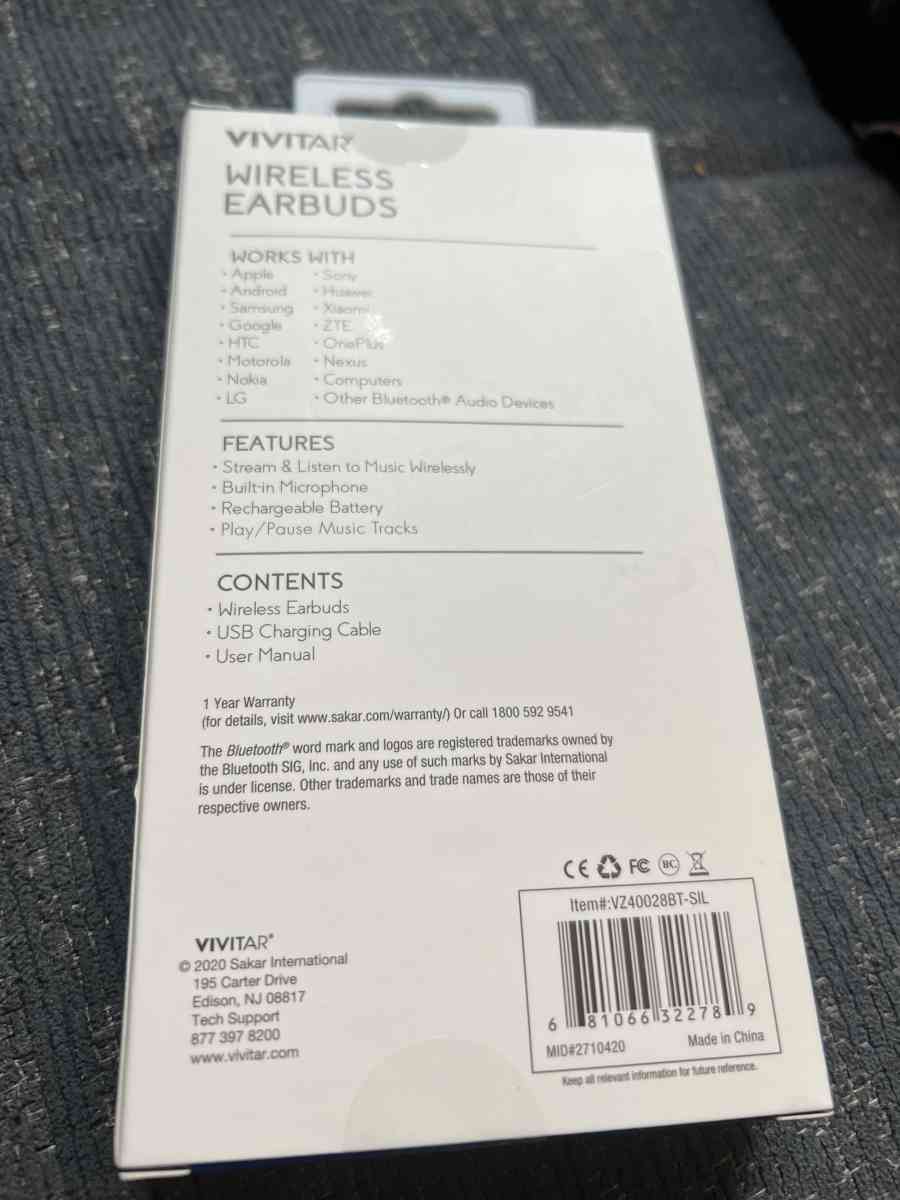 VIVITAR
WIRELESS
EARBUDS
WORKS WITH
• Apple
• Android
• Samsung
• Google
• HTC
• Motorola
• Nokia
• LG
• Sony
• Huawei
• Xiaomi
• ZTE
• OnePlus
• Nexus
• Computers
• Other Bluetooth® Audio Devices
FEATURES
• Stream & Listen to Music Wirelessly
• Built-in Microphone
• Rechargeable Battery
• Play/Pause Music Tracks
CONTENTS
• Wireless Earbuds
• USB Charging Cable
• User Manual
1 Year Warranty
(for details, visit www.sakar.com/warranty/) Or call 1800 592 9541
The Bluetooth® word mark and logos are registered trademarks owned by
the Bluetooth SIG, Inc. and any use of such marks by Sakar International
is under license. Other trademarks and trade names are those of their
respective owners.
CE FC BC
Item#:VZ40028BT-SIL
6 81066 32278 9
MID#2710420 Made in China
Keep all relevant information for future reference.
VIVITAR®
© 2020 Sakar International
195 Carter Drive
Edison, NJ 08817
Tech Support
877 397 8200
www.vivitar.com